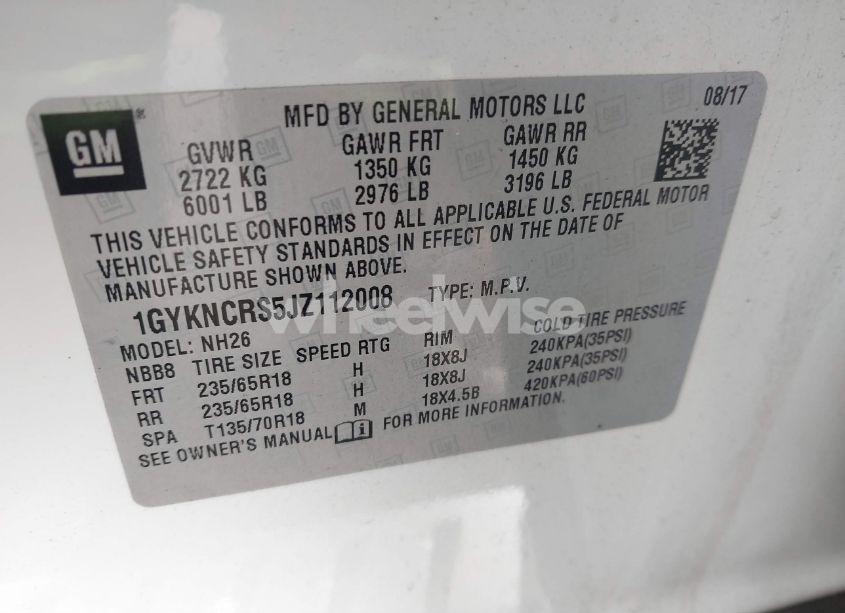 MFD BY GENERAL MOTORS LLC 08/17
GM
GVWR GAWR FRT GAWR RR
2722 KG 1350 KG 1450 KG
6001 LB 2976 LB 3196 LB
THIS VEHICLE CONFORMS TO ALL APPLICABLE U.S. FEDERAL MOTOR
VEHICLE SAFETY STANDARDS IN EFFECT ON THE DATE OF
MANUFACTURE SHOWN ABOVE.
1GYKNCRS5JZ112008 TYPE: M.P.V.
wheelwise
MODEL: NH26
NBB8 TIRE SIZE SPEED RTG RIM COLD TIRE PRESSURE
FRT 235/65R18 H 18X8J 240KPA(35PSI)
RR 235/65R18 H 18X8J 240KPA(35PSI)
SPA T135/70R18 M 18X4.5B 420KPA(60PSI)
SEE OWNER'S MANUAL FOR MORE INFORMATION.